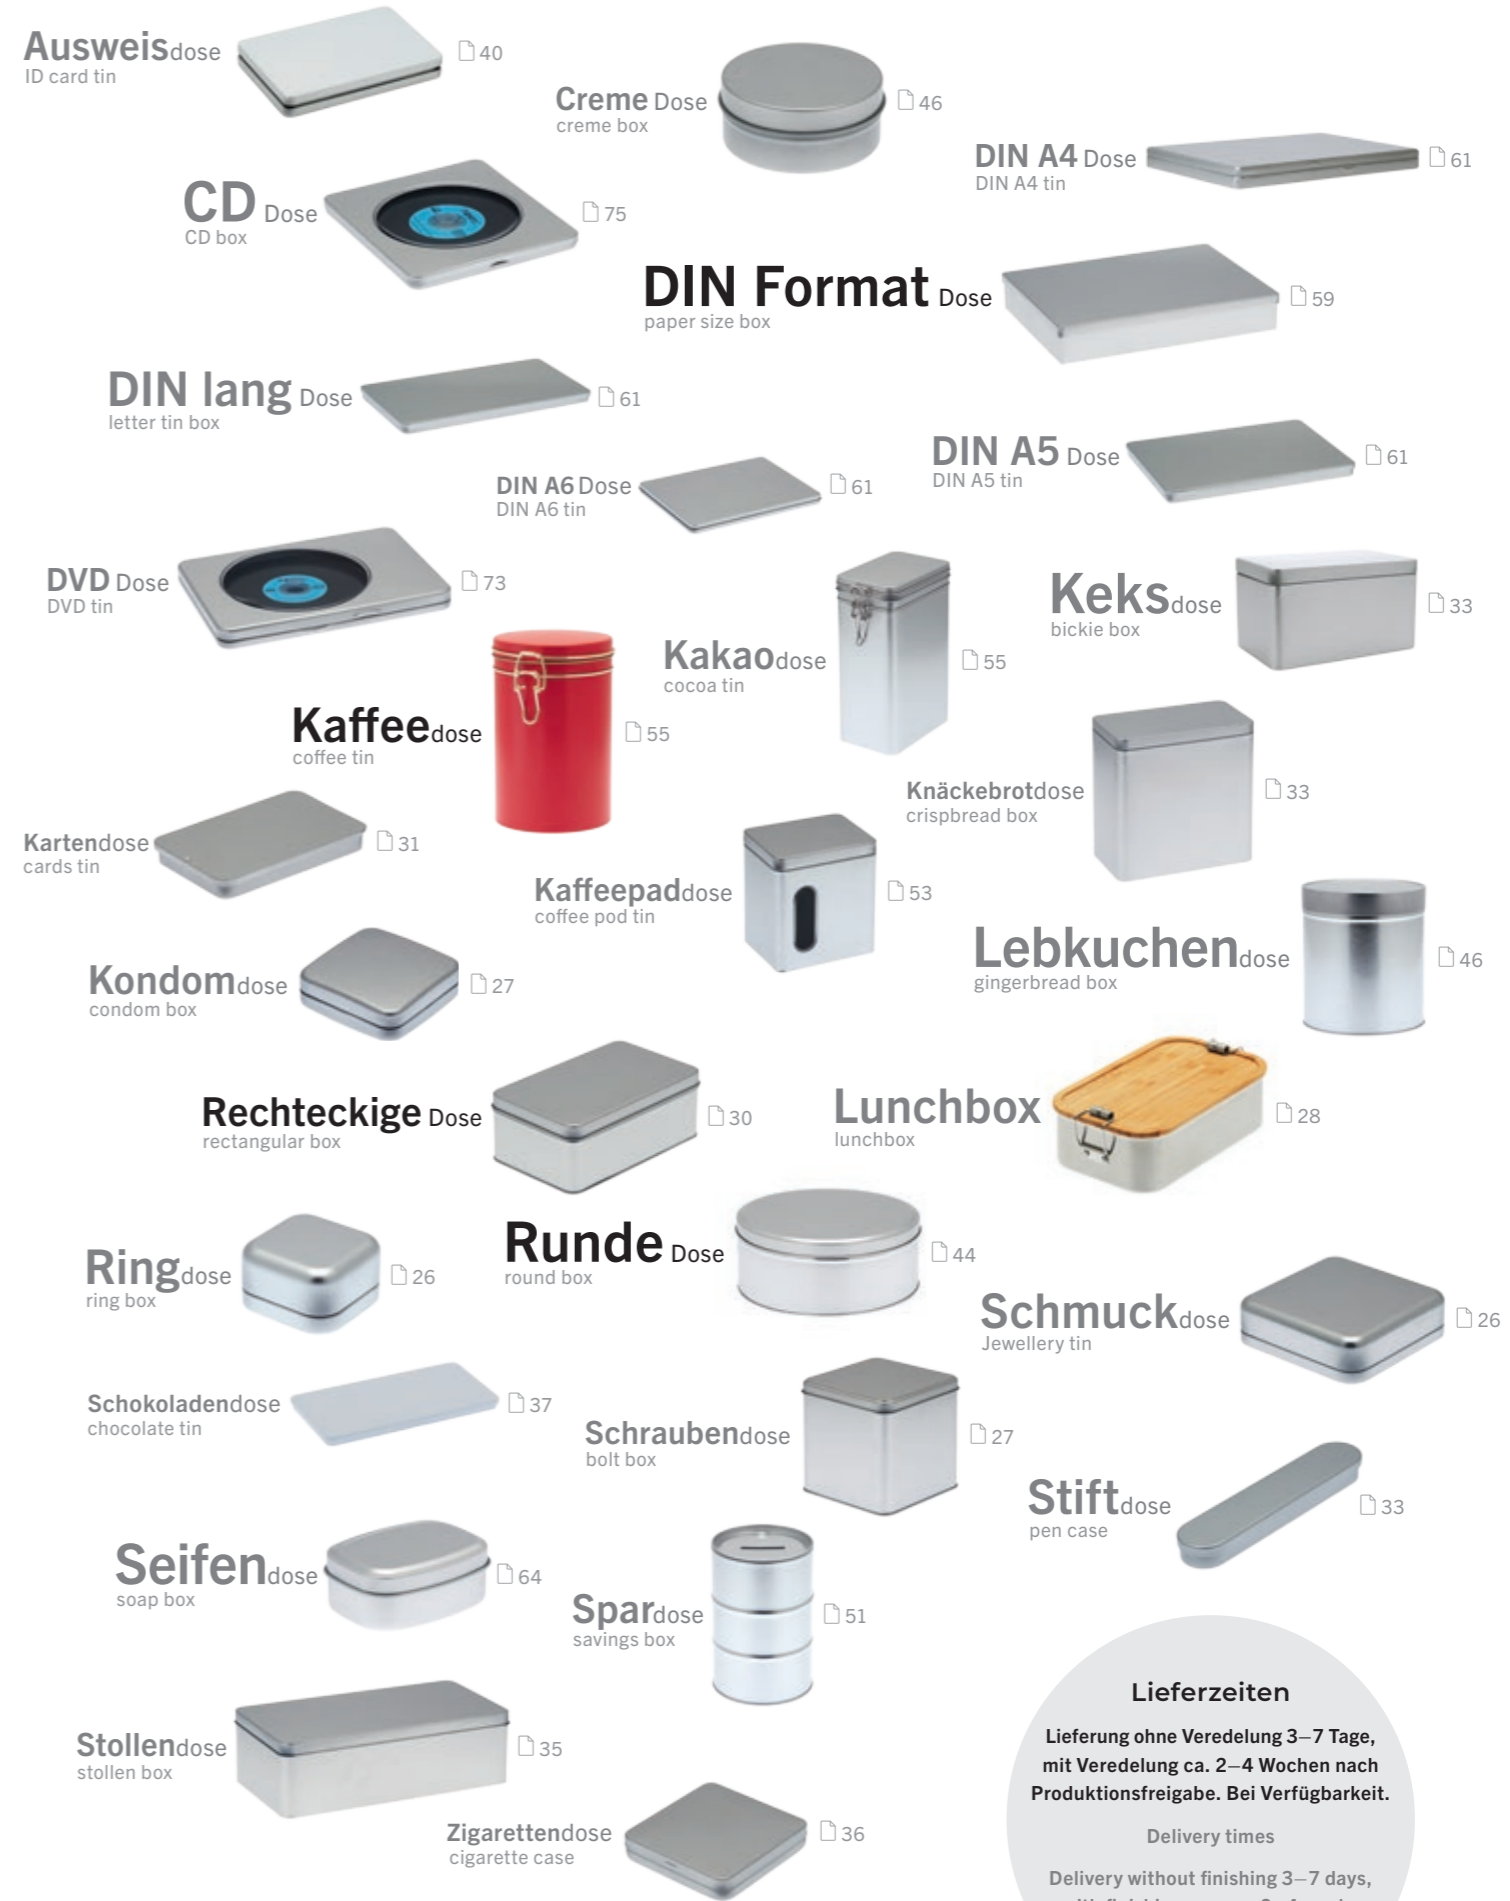 Ausweisdose
ID card tin
40
Creme Dose
creme box
46
DIN A4 Dose
DIN A4 tin
61
CD Dose
CD box
75
DIN Format Dose
paper size box
59
DIN lang Dose
letter tin box
61
DIN A5 Dose
DIN A5 tin
61
DIN A6 Dose
DIN A6 tin
61
DVD Dose
DVD tin
73
Keksdose
bickie box
33
Kakaodose
cocoa tin
55
Kaffeedose
coffee tin
55
Knäckebrotdose
crispbread box
33
Kartendose
cards tin
31
Kaffeepaddose
coffee pod tin
53
Lebkuchendose
gingerbread box
46
Kondomdose
condom box
27
Rechteckige Dose
rectangular box
30
Lunchbox
lunchbox
28
Runde Dose
round box
44
Ringdose
ring box
26
Schmuckdose
Jewellery tin
26
Schokoladendose
chocolate tin
37
Schraubendose
bolt box
27
Stiftdose
pen case
33
Seifendose
soap box
64
Spardose
savings box
51
Stollendose
stollen box
35
Zigarettendose
cigarette case
36
Lieferzeiten
Lieferung ohne Veredelung 3–7 Tage,
mit Veredelung ca. 2–4 Wochen nach
Produktionsfreigabe. Bei Verfügbarkeit.
Delivery times
Delivery without finishing 3–7 days,